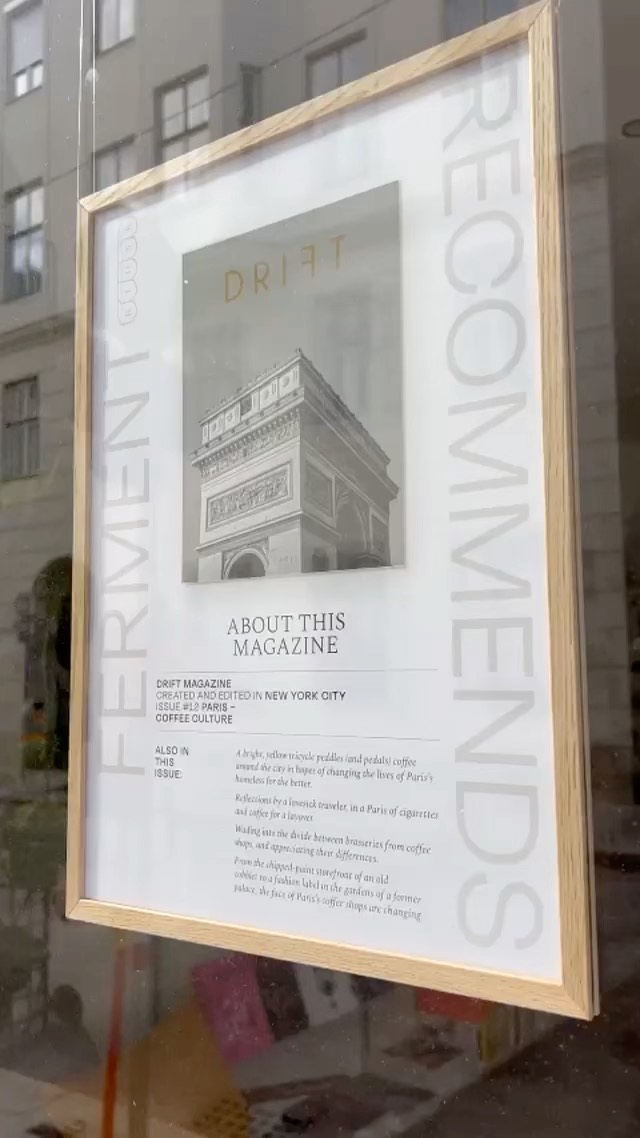 FERMENT
RECOMMENDS
DRIFT
ABOUT THIS
MAGAZINE
DRIFT MAGAZINE
CREATED AND EDITED IN NEW YORK CITY
ISSUE #12 PARIS –
COFFEE CULTURE
ALSO IN
THIS
ISSUE:
A bright, yellow tricycle peddles (and pedals) coffee
around the city in hopes of changing the lives of Paris's
homeless for the better.
Reflections by a lovesick traveler, in a Paris of cigarettes
and coffee for a layover
Wading into the divide between brasseries from coffee
shops, and appreciating their differences.
From the chipped-paint storefront of an old
cobbler to a fashion label in the gardens of a former
palace, the face of Paris's coffee shops are changing